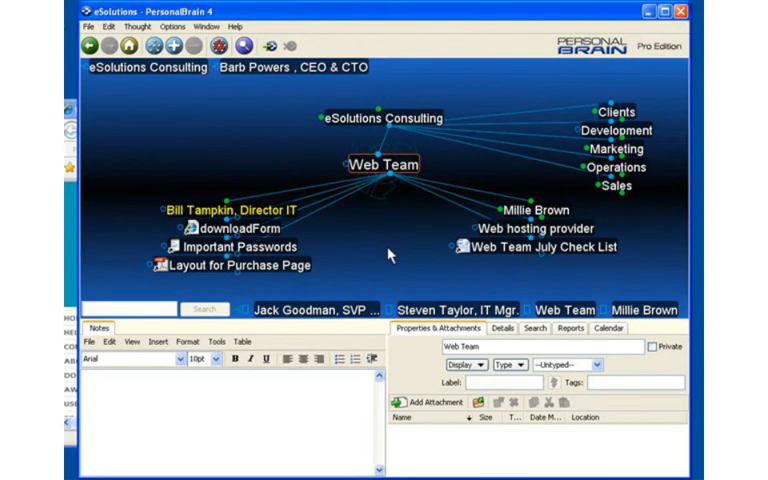 eSolutions - PersonalBrain 4
File Edit Thought Options Window Help
PERSONAL BRAIN Pro Edition
eSolutions Consulting Barb Powers , CEO & CTO
eSolutions Consulting
Clients
Development
Marketing
Operations
Sales
Web Team
Bill Tampkin, Director IT
downloadForm
Important Passwords
Layout for Purchase Page
Millie Brown
Web hosting provider
Web Team July Check List
Search
Jack Goodman, SVP ... Steven Taylor, IT Mgr. Web Team Millie Brown
Notes
File Edit View Insert Format Tools Table
Arial 10pt B I U
Properties & Attachments Details Search Reports Calendar
Web Team Private
Display Type --Untyped--
Label: Tags:
Add Attachment
Name Size T... Date M... Location